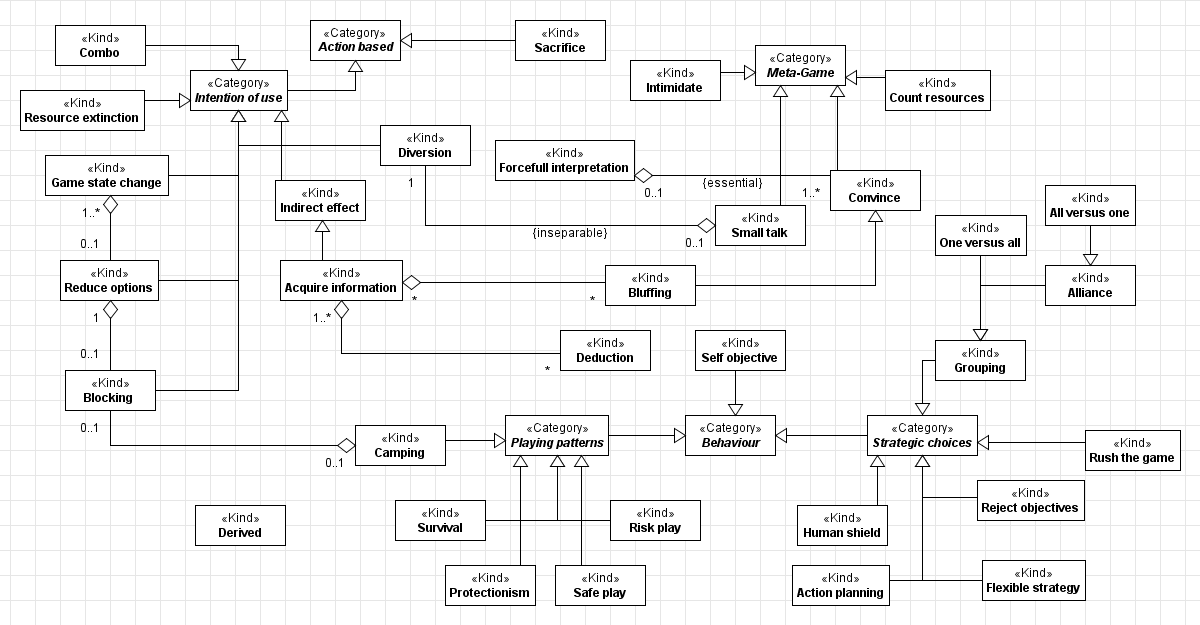 «Kind»
Combo
«Category»
Action based
«Kind»
Sacrifice
«Category»
Intention of use
«Kind»
Resource extinction
«Kind»
Intimidate
«Category»
Meta-Game
«Kind»
Count resources
«Kind»
Diversion
1
«Kind»
Forcefull interpretation
0..1
{essential}
1..*
«Kind»
Convince
«Kind»
Game state change
1..*
0..1
«Kind»
Indirect effect
«Kind»
Small talk
{inseparable}
0..1
«Kind»
All versus one
«Kind»
One versus all
«Kind»
Alliance
«Kind»
Reduce options
1
0..1
«Kind»
Acquire information
*
1..*
*
«Kind»
Bluffing
«Kind»
Deduction
*
«Kind»
Self objective
«Kind»
Grouping
«Kind»
Blocking
0..1
0..1
«Kind»
Camping
«Category»
Playing patterns
«Category»
Behaviour
«Category»
Strategic choices
«Kind»
Rush the game
«Kind»
Derived
«Kind»
Survival
«Kind»
Risk play
«Kind»
Human shield
«Kind»
Reject objectives
«Kind»
Protectionism
«Kind»
Safe play
«Kind»
Action planning
«Kind»
Flexible strategy